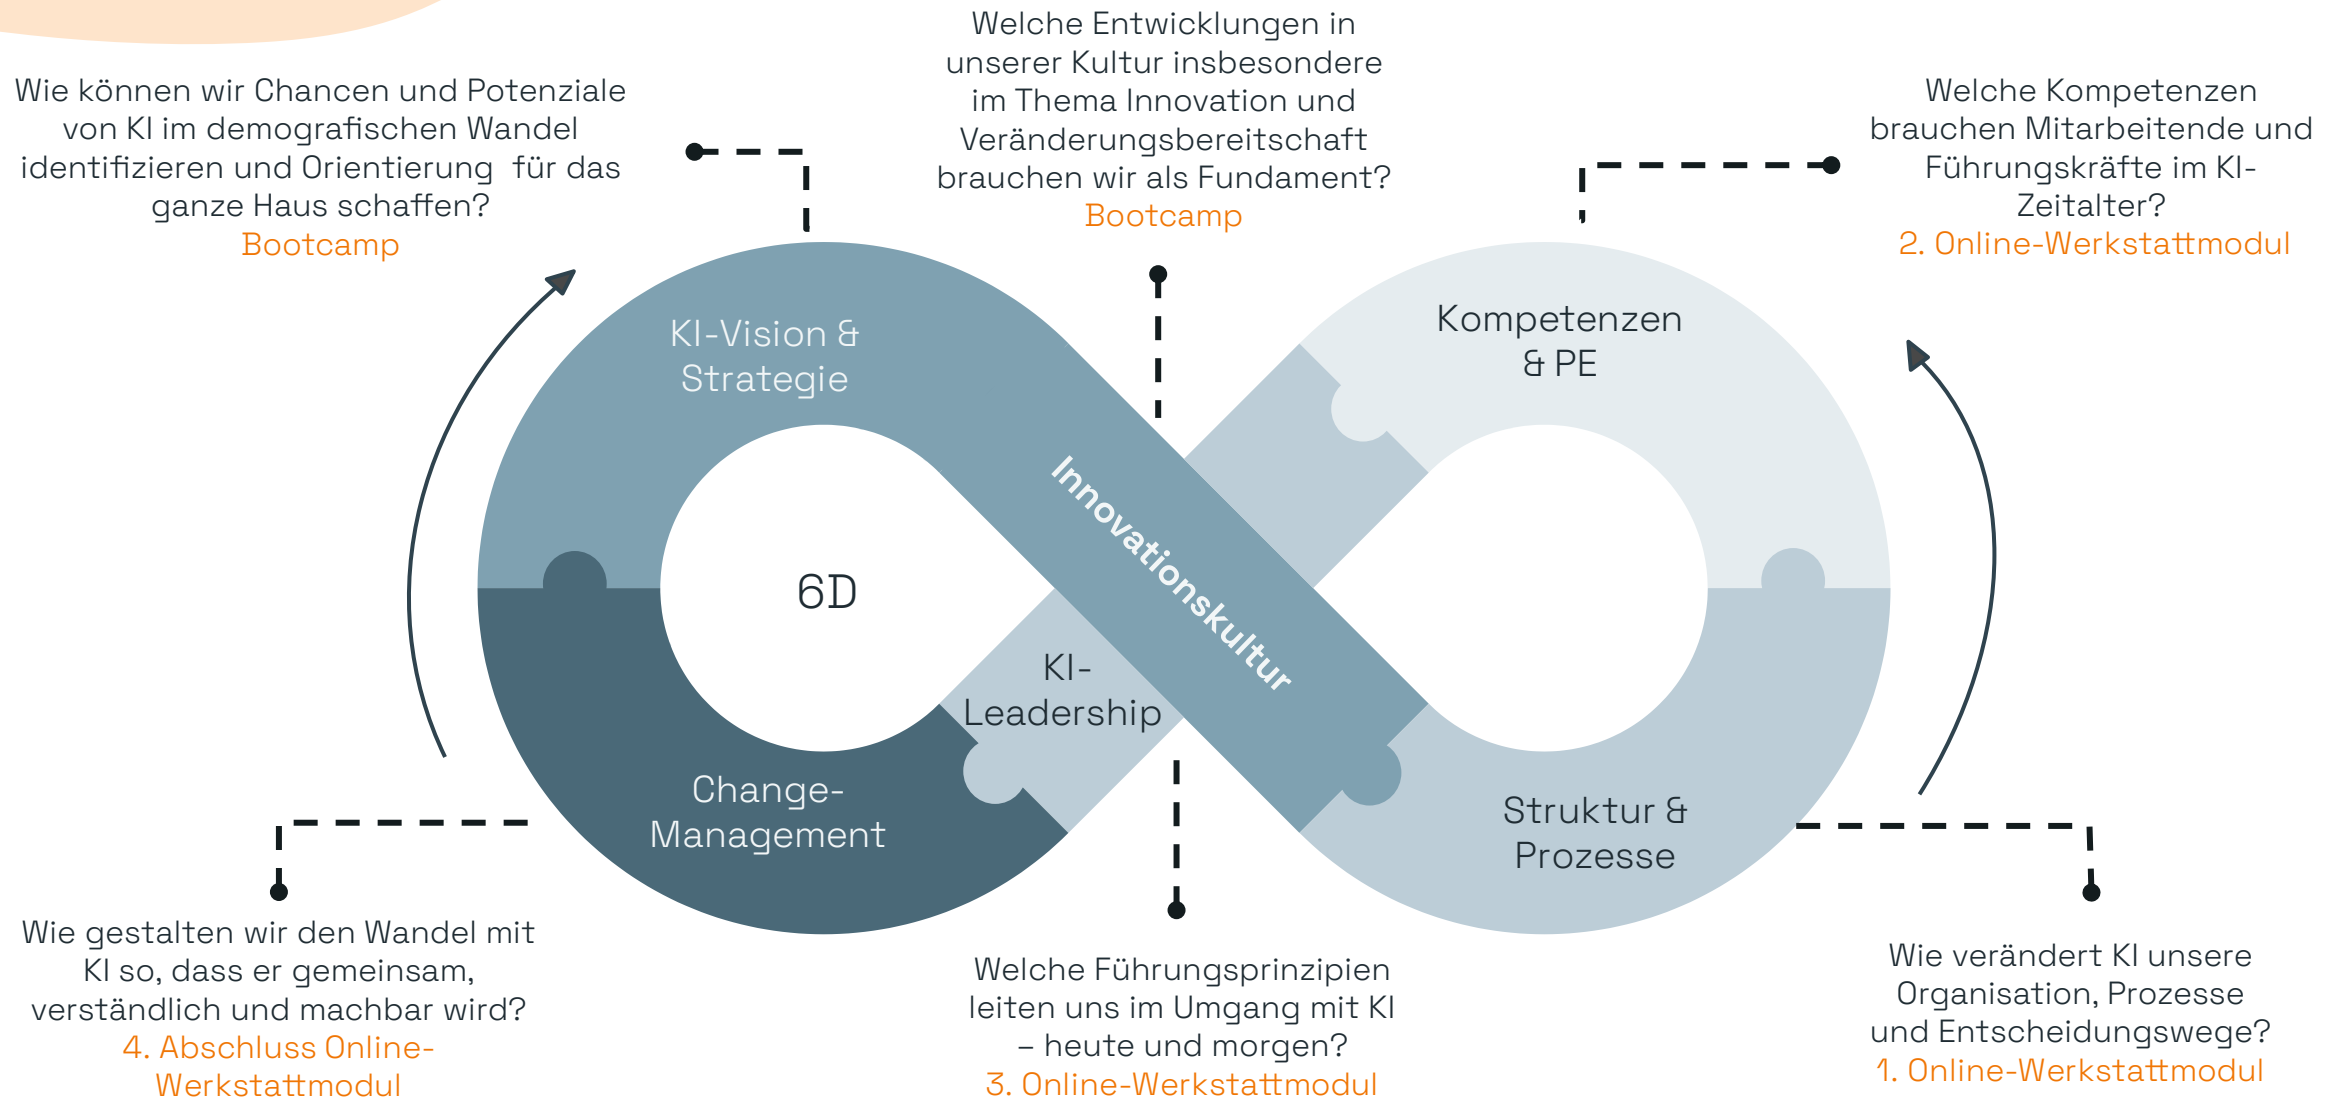 Wie können wir Chancen und Potenziale
von KI im demografischen Wandel
identifizieren und Orientierung für das
ganze Haus schaffen?
Bootcamp
Welche Entwicklungen in
unserer Kultur insbesondere
im Thema Innovation und
Veränderungsbereitschaft
brauchen wir als Fundament?
Bootcamp
Welche Kompetenzen
brauchen Mitarbeitende und
Führungskräfte im KI-
Zeitalter?
2. Online-Werkstattmodul
KI-Vision &
Strategie
Innovationskultur
Kompetenzen
& PE
6D
KI-
Leadership
Change-
Management
Struktur &
Prozesse
Wie gestalten wir den Wandel mit
KI so, dass er gemeinsam,
verständlich und machbar wird?
4. Abschluss Online-
Werkstattmodul
Welche Führungsprinzipien
leiten uns im Umgang mit KI
– heute und morgen?
3. Online-Werkstattmodul
Wie verändert KI unsere
Organisation, Prozesse
und Entscheidungswege?
1. Online-Werkstattmodul